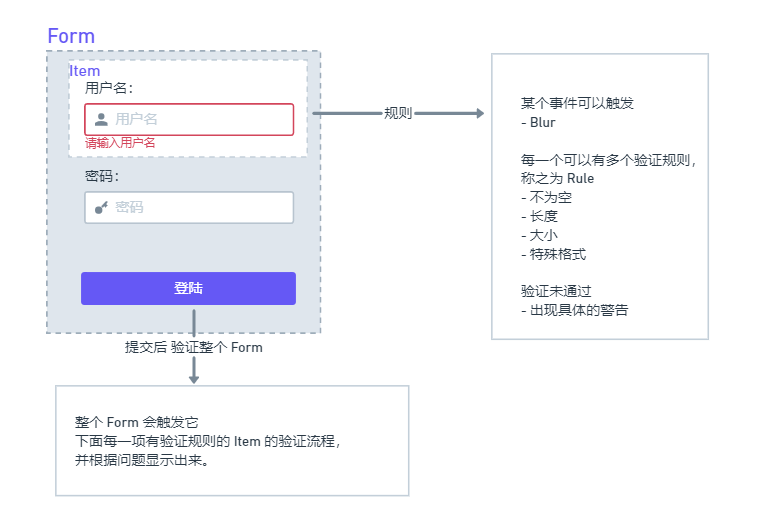 Form
Item
用户名：
用户名
请输入用户名
密码：
密码
登陆
提交后 验证整个 Form
规则
某个事件可以触发
- Blur
每一个可以有多个验证规则，
称之为 Rule
- 不为空
- 长度
- 大小
- 特殊格式
验证未通过
- 出现具体的警告
整个 Form 会触发它
下面每一项有验证规则的 Item 的验证流程，
并根据问题显示出来。